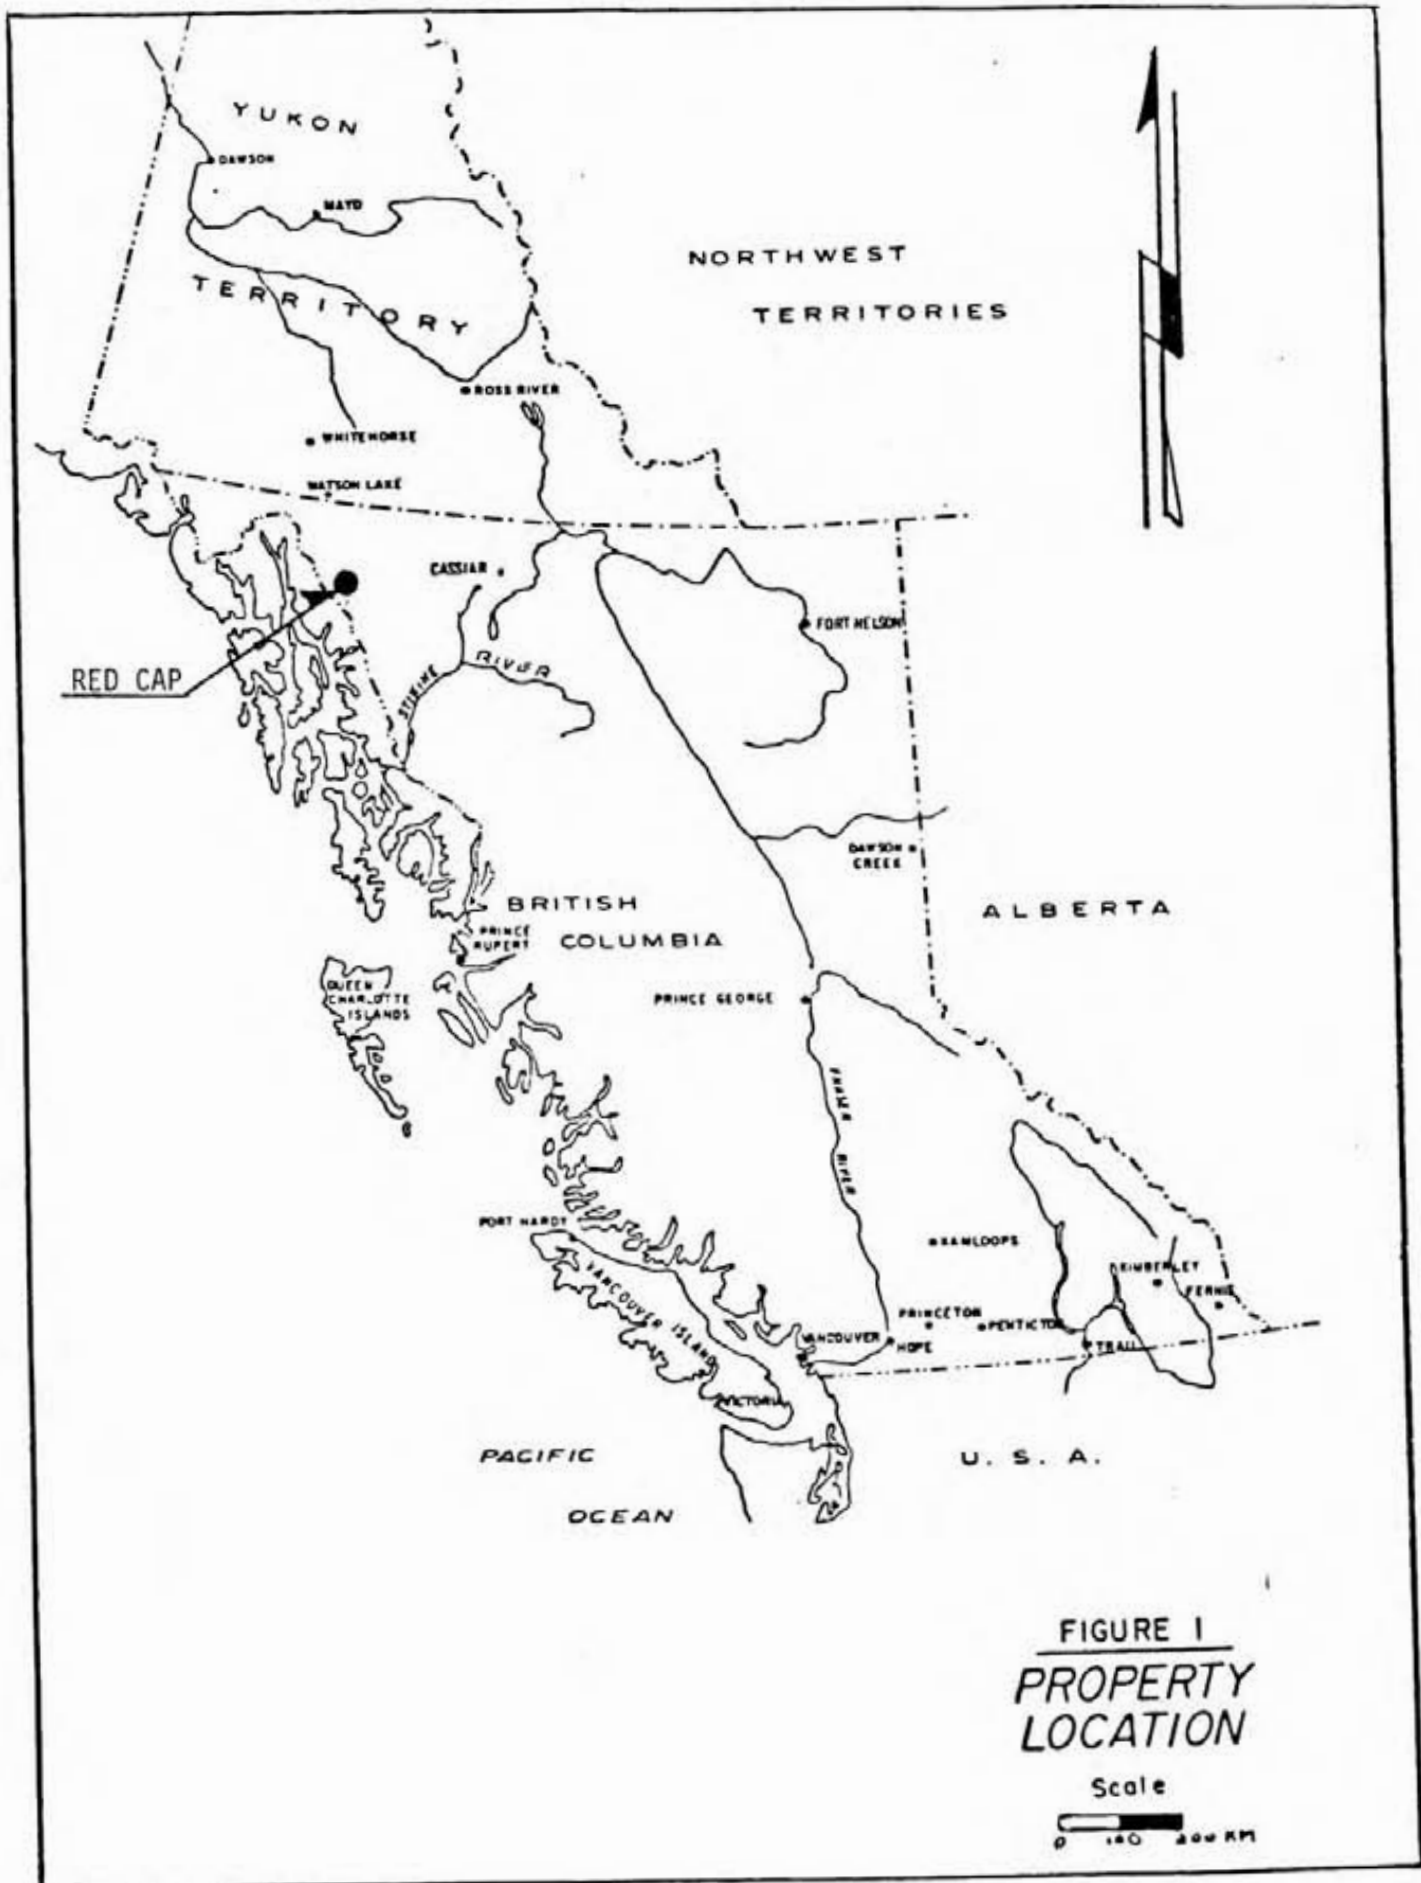 YUKON
DAWSON
MAYO
NORTHWEST
TERRITORIES
TERRITORY
ROSS RIVER
WHITEHORSE
WATSON LAKE
CASSIAR
FORT NELSON
RED CAP
STIKINE
RIVER
DAWSON
CREEK
BRITISH
COLUMBIA
ALBERTA
PRINCE
RUPERT
QUEEN
CHARLOTTE
ISLANDS
PRINCE GEORGE
FRASER
RIVER
PORT HARDY
KAMLOOPS
VANCOUVER ISLAND
KIMBERLEY
FERNIE
PRINCETON
PENTICTON
VANCOUVER
HOPE
TRAIL
VICTORIA
PACIFIC
OCEAN
U. S. A.
FIGURE 1
PROPERTY
LOCATION
Scale
0 100 200 KM